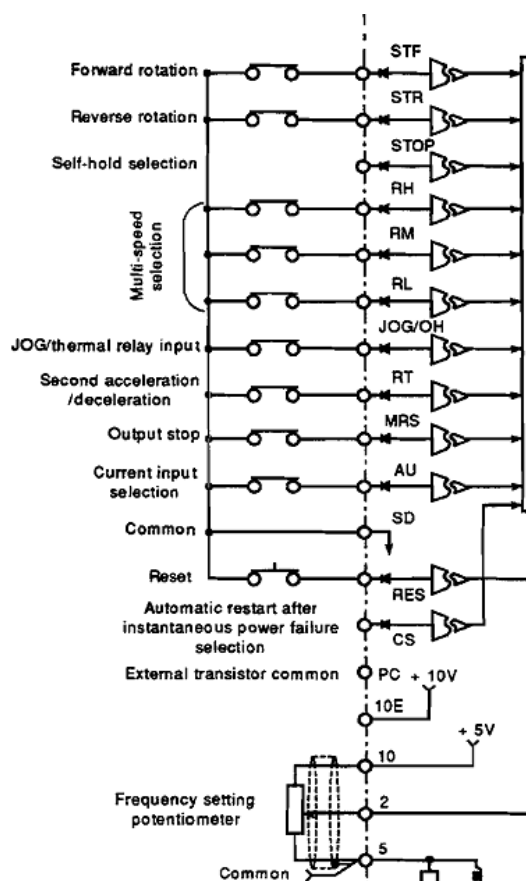 Forward rotation
STF
Reverse rotation
STR
Self-hold selection
STOP
Multi-speed
selection
RH
RM
RL
JOG/thermal relay input
JOG/OH
Second acceleration
/deceleration
RT
Output stop
MRS
Current input
selection
AU
Common
SD
Reset
RES
Automatic restart after
instantaneous power failure
selection
CS
External transistor common
PC
+ 10V
10E
+ 5V
10
Frequency setting
potentiometer
2
5
Common